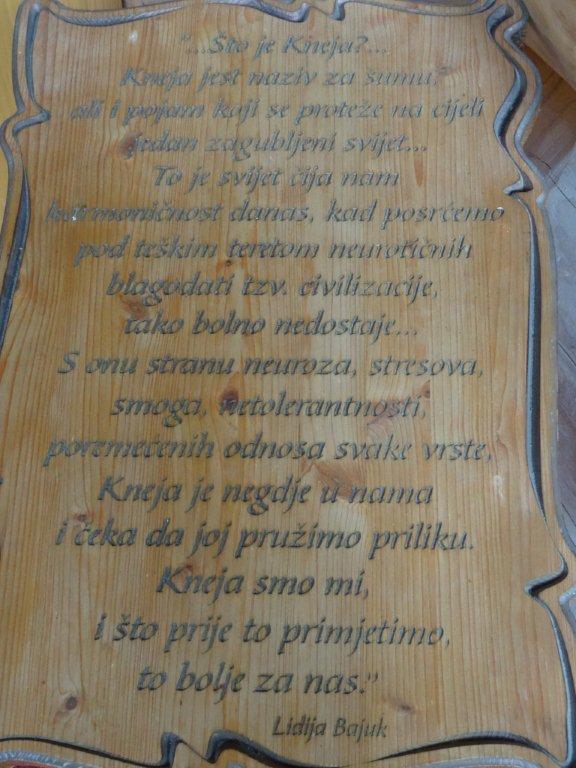 "...Što je Kneja?...
Kneja jest naziv za šumu,
ali i pojam koji se proteže na cijeli
jedan zagubljeni svijet...
To je svijet čija nam
harmoničnost danas, kad posrćemo
pod teškim teretom neurotičnih
blagodati tzv. civilizacije,
tako bolno nedostaje...
S onu stranu neuroza, stresova,
smoga, netolerantnosti,
poremećenih odnosa svake vrste,
Kneja je negdje u nama
i čeka da joj pružimo priliku.
Kneja smo mi,
i što prije to primjetimo,
to bolje za nas."
Lidija Bajuk